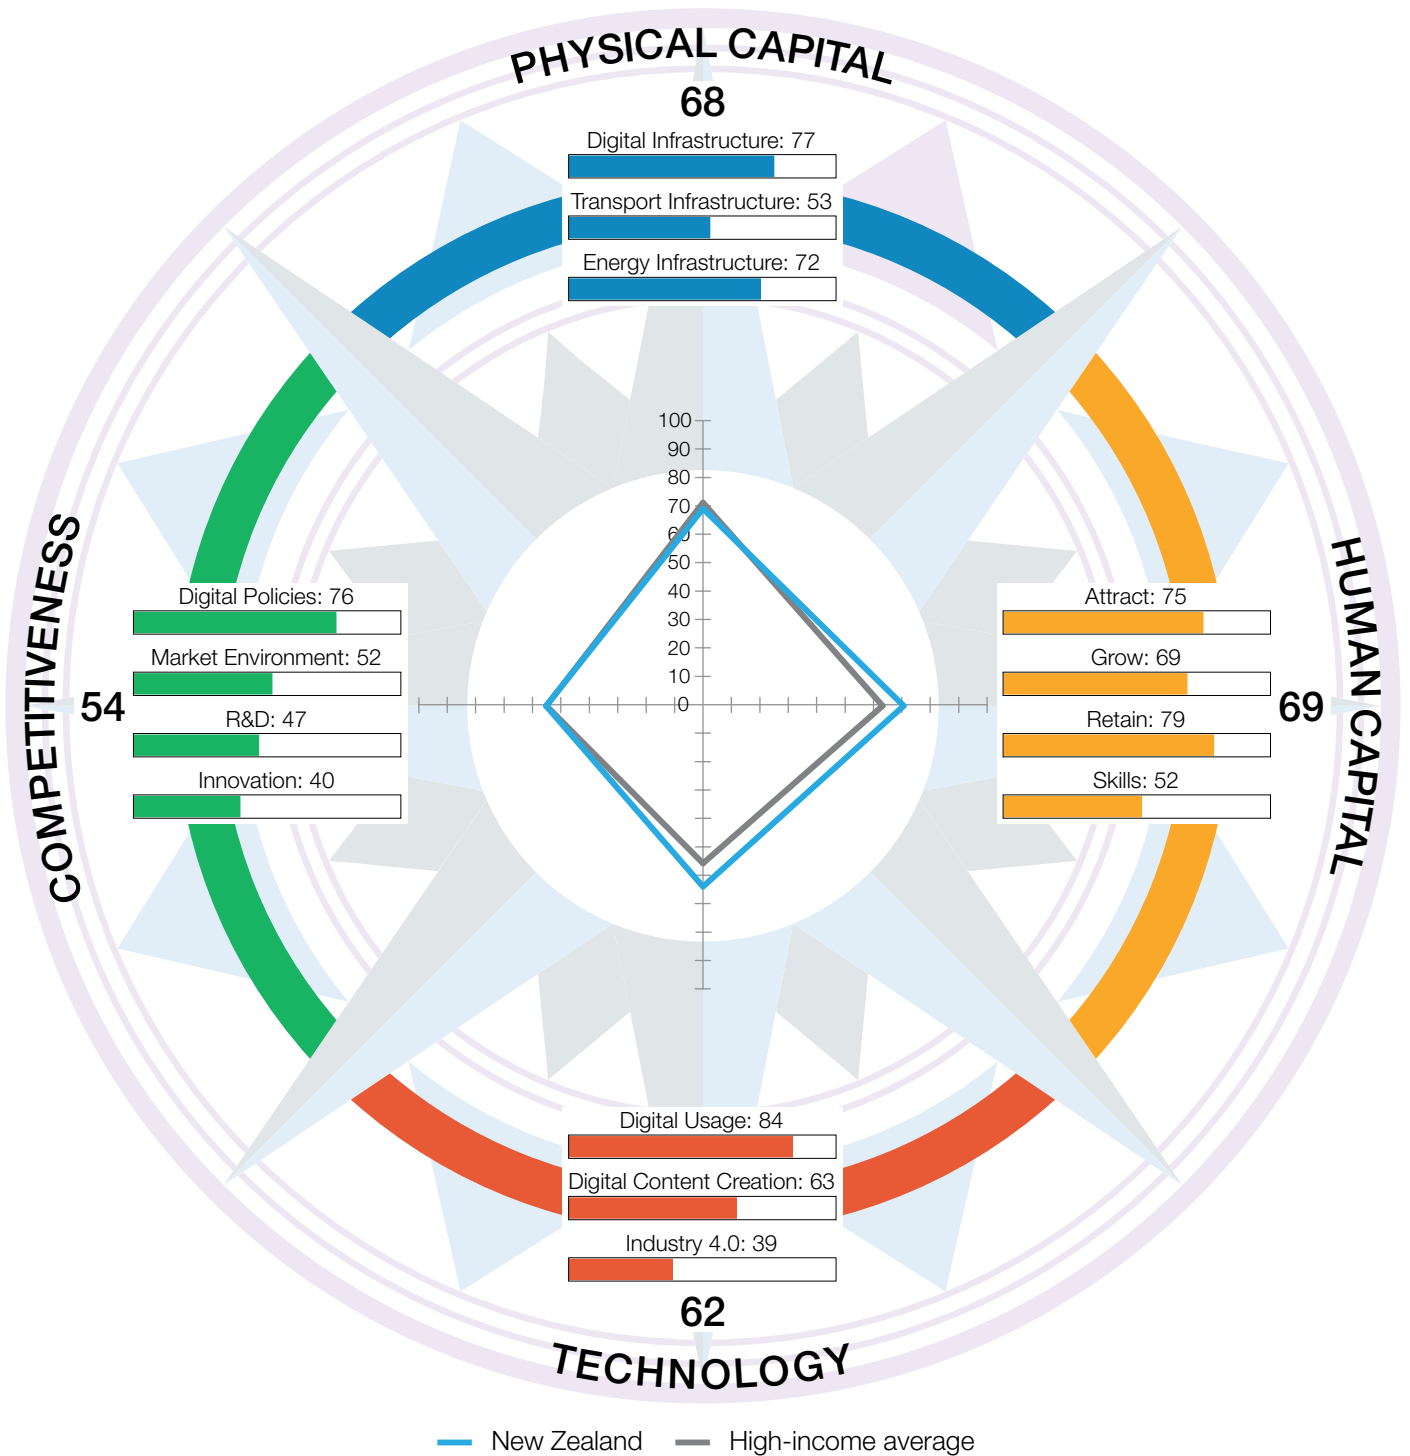 PHYSICAL CAPITAL
68
Digital Infrastructure: 77
Transport Infrastructure: 53
Energy Infrastructure: 72
100
90
80
70
60
50
40
30
20
10
0
COMPETITIVENESS
54
Digital Policies: 76
Market Environment: 52
R&D: 47
Innovation: 40
HUMAN CAPITAL
69
Attract: 75
Grow: 69
Retain: 79
Skills: 52
Digital Usage: 84
Digital Content Creation: 63
Industry 4.0: 39
62
TECHNOLOGY
New Zealand
High-income average